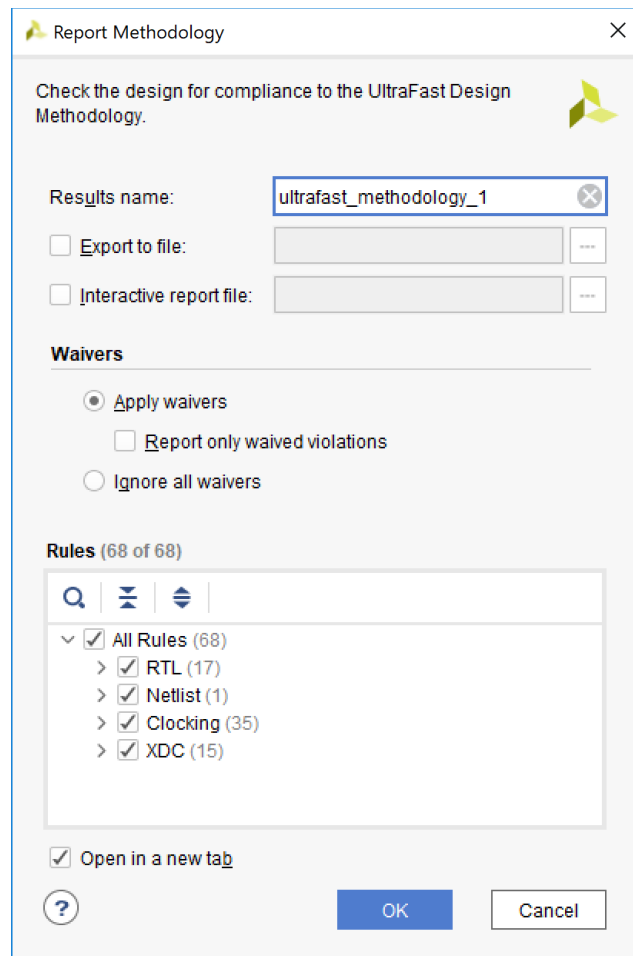 Report Methodology
Check the design for compliance to the UltraFast Design
Methodology.
Results name: ultrafast_methodology_1
Export to file: ...
Interactive report file: ...
Waivers
Apply waivers
Report only waived violations
Ignore all waivers
Rules (68 of 68)
All Rules (68)
RTL (17)
Netlist (1)
Clocking (35)
XDC (15)
Open in a new tab
? OK Cancel